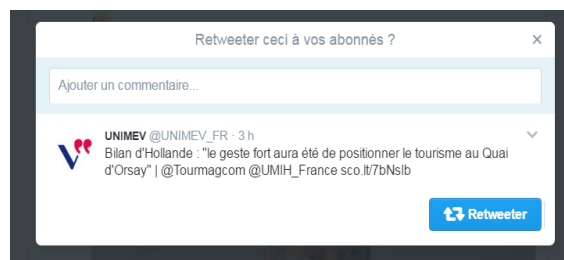 Retweeter ceci à vos abonnés ?
Ajouter un commentaire...
UNIMEV @UNIMEV_FR · 3 h
Bilan d'Hollande : "le geste fort aura été de positionner le tourisme au Quai
d'Orsay" | @Tourmagcom @UMIH_France sco.lt/7bNslb
Retweeter